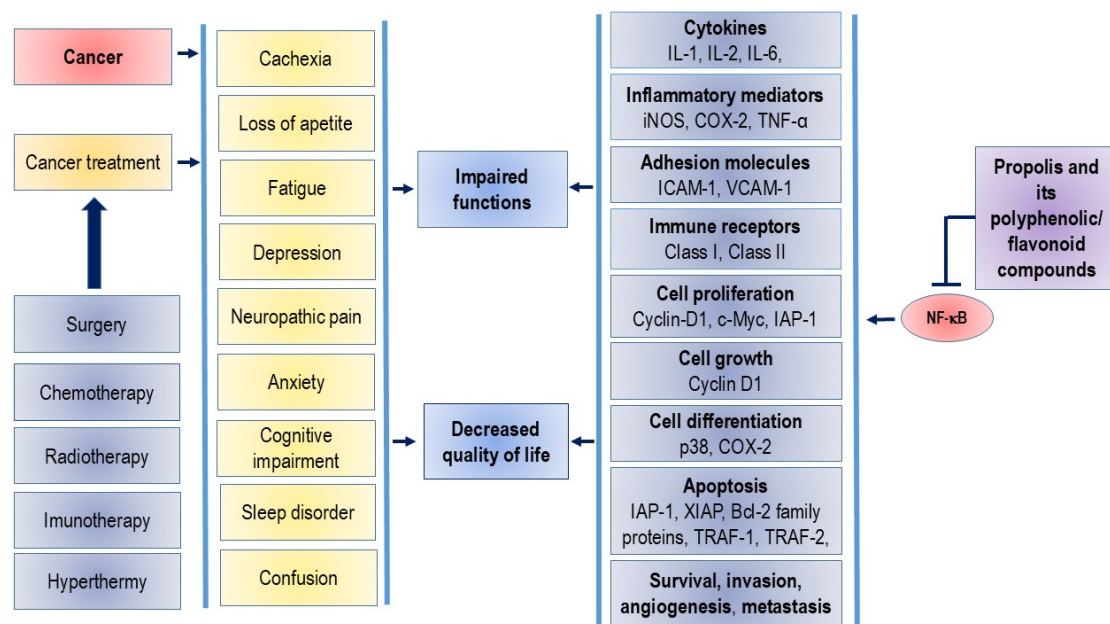 Cancer
Cancer treatment
Surgery
Chemotherapy
Radiotherapy
Imunotherapy
Hyperthermy
Cachexia
Loss of apetite
Fatigue
Depression
Neuropathic pain
Anxiety
Cognitive
impairment
Sleep disorder
Confusion
Impaired
functions
Decreased
quality of life
Cytokines
IL-1, IL-2, IL-6,
Inflammatory mediators
iNOS, COX-2, TNF-α
Adhesion molecules
ICAM-1, VCAM-1
Immune receptors
Class I, Class II
Cell proliferation
Cyclin-D1, c-Myc, IAP-1
Cell growth
Cyclin D1
Cell differentiation
p38, COX-2
Apoptosis
IAP-1, XIAP, Bcl-2 family
proteins, TRAF-1, TRAF-2,
Survival, invasion,
angiogenesis, metastasis
Propolis and
its
polyphenolic/
flavonoid
compounds
NF-κB